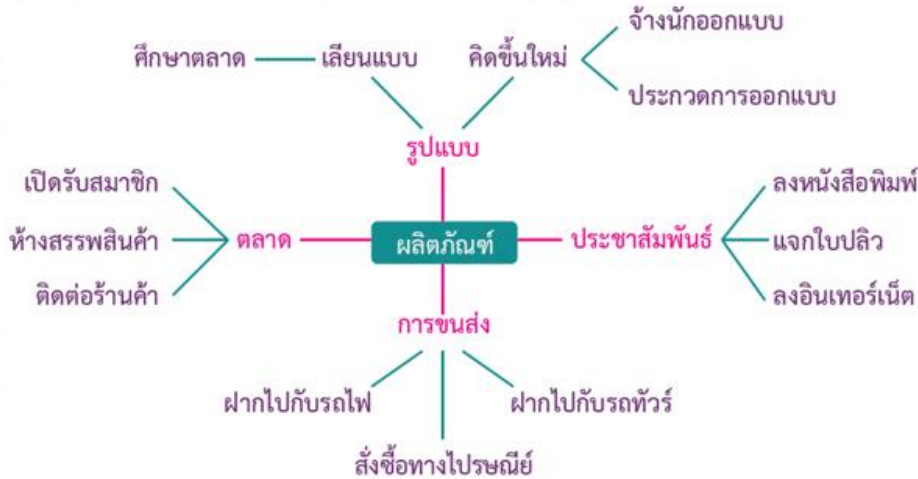 จ้างนักออกแบบ
ศึกษาตลาด
เลียนแบบ
คิดขึ้นใหม่
ประกวดการออกแบบ
รูปแบบ
เปิดรับสมาชิก
ลงหนังสือพิมพ์
ห้างสรรพสินค้า
ตลาด
ผลิตภัณฑ์
ประชาสัมพันธ์
แจกใบปลิว
ติดต่อร้านค้า
ลงอินเทอร์เน็ต
การขนส่ง
ฝากไปกับรถไฟ
ฝากไปกับรถทัวร์
สั่งซื้อทางไปรษณีย์